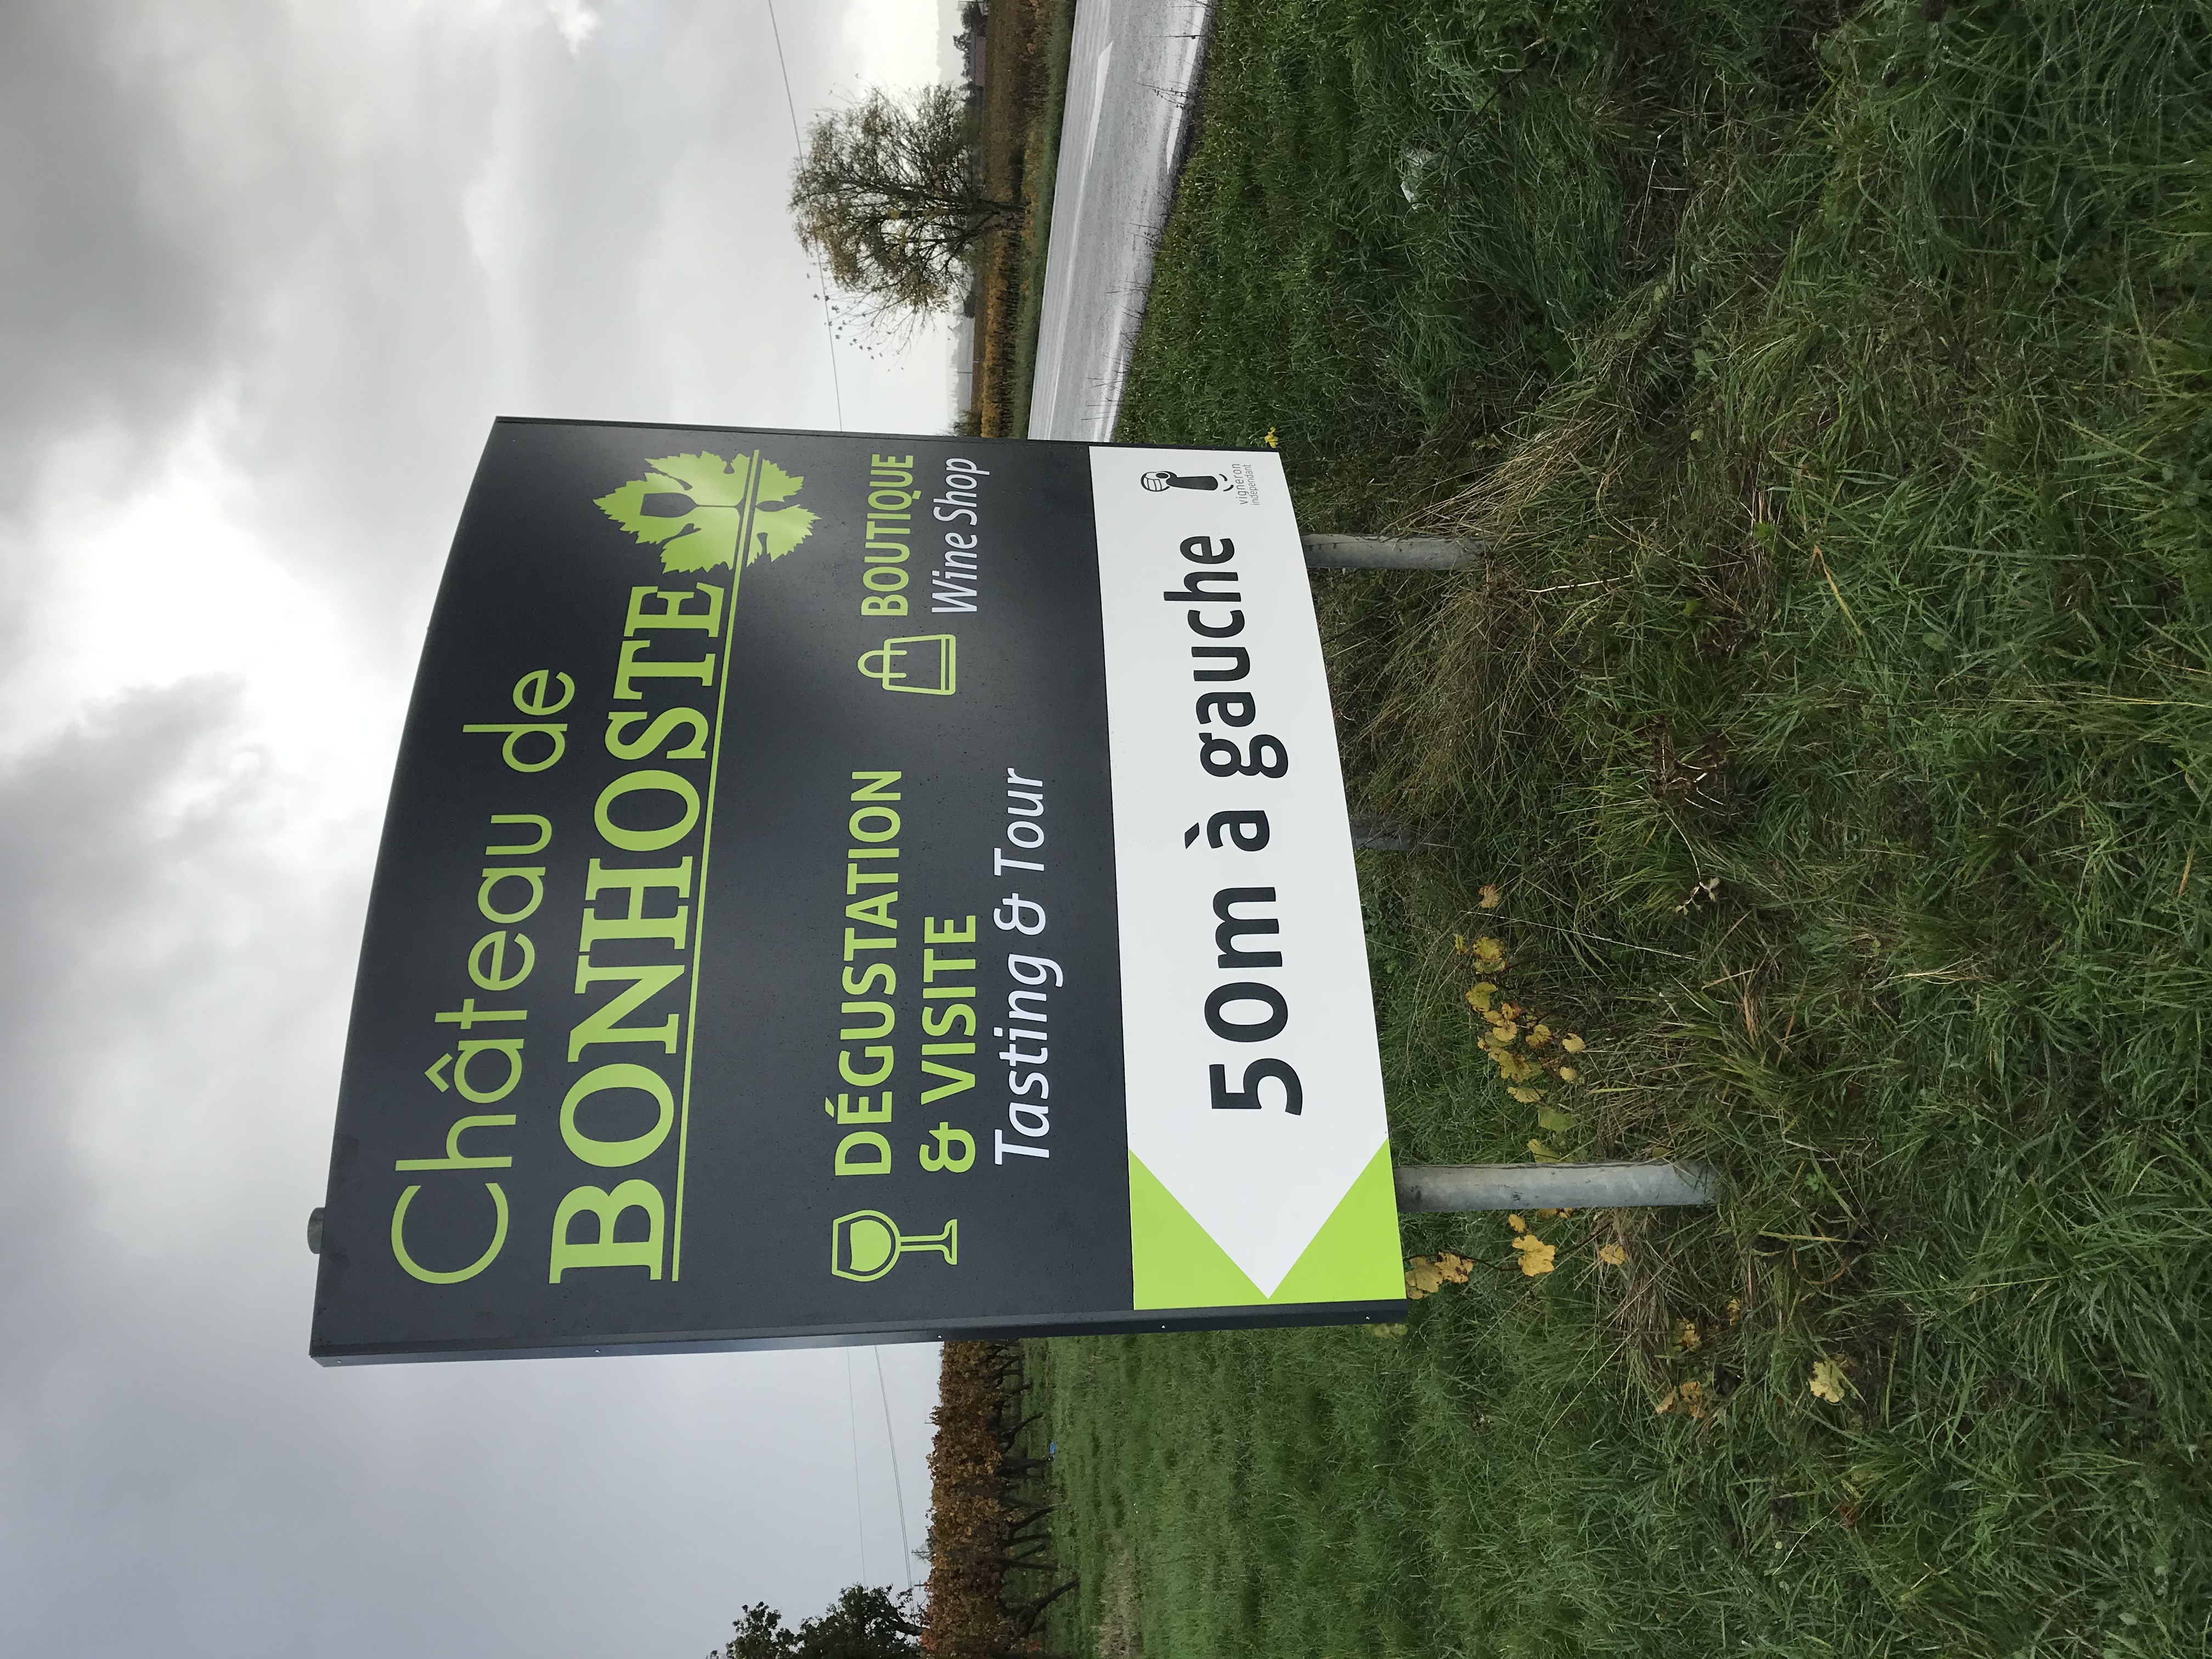 Château de
BONHOSTE
DÉGUSTATION
& VISITE
Tasting & Tour
BOUTIQUE
Wine Shop
50m à gauche
vigneron
indépendant